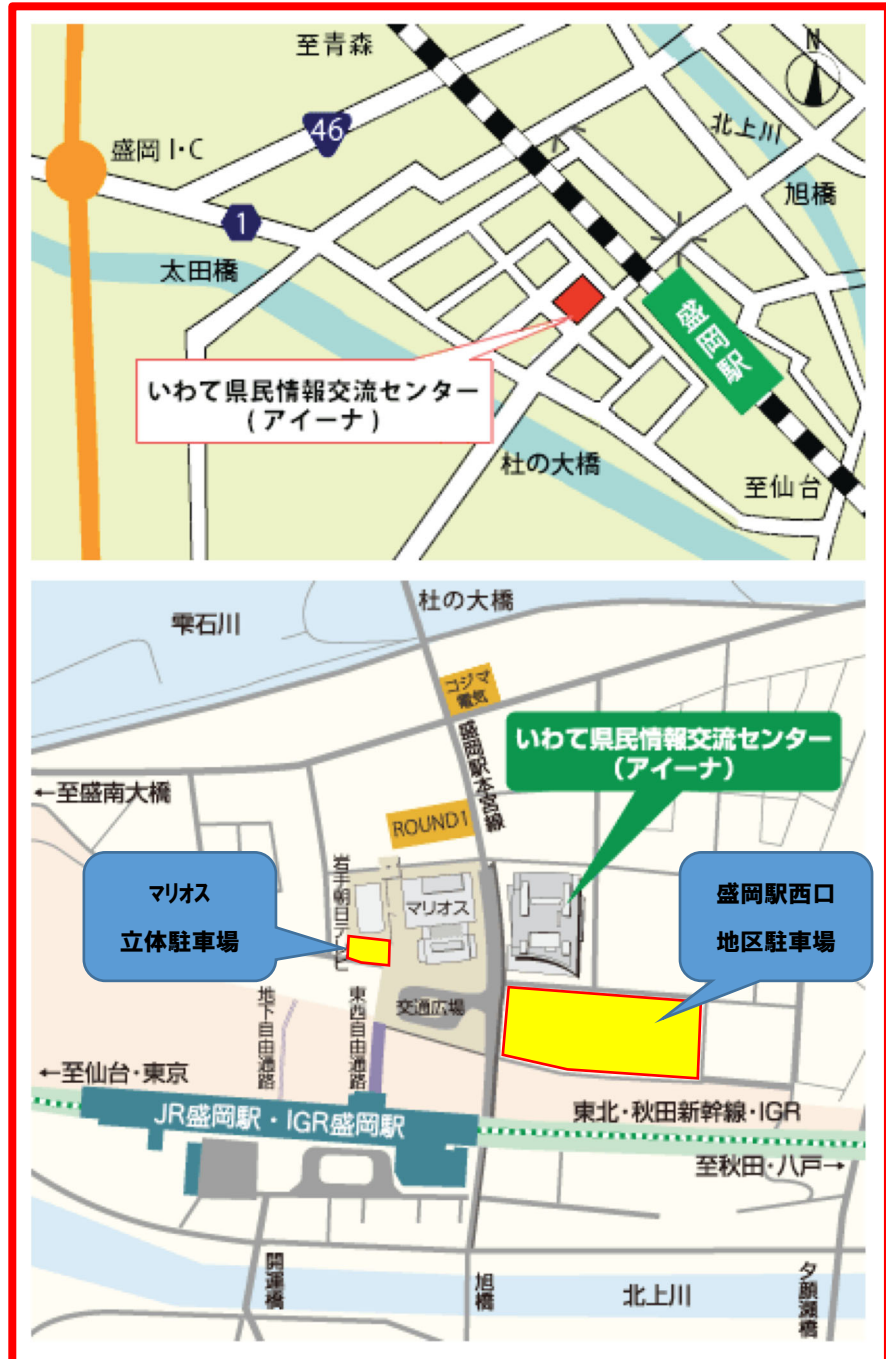 至青森
N
46
盛岡 I・C
北上川
旭橋
1
太田橋
盛岡駅
いわて県民情報交流センター
(アイーナ)
杜の大橋
至仙台
杜の大橋
雫石川
コジマ
電気
盛岡駅本宮線
いわて県民情報交流センター
(アイーナ)
←至盛南大橋
ROUND1
岩手朝日テレビ
マリオス
立体駐車場
マリオス
盛岡駅西口
地区駐車場
交通広場
地下自由通路
東西自由通路
←至仙台・東京
JR盛岡駅・IGR盛岡駅
東北・秋田新幹線・IGR
至秋田・八戸→
開運橋
旭橋
北上川
夕顔瀬橋